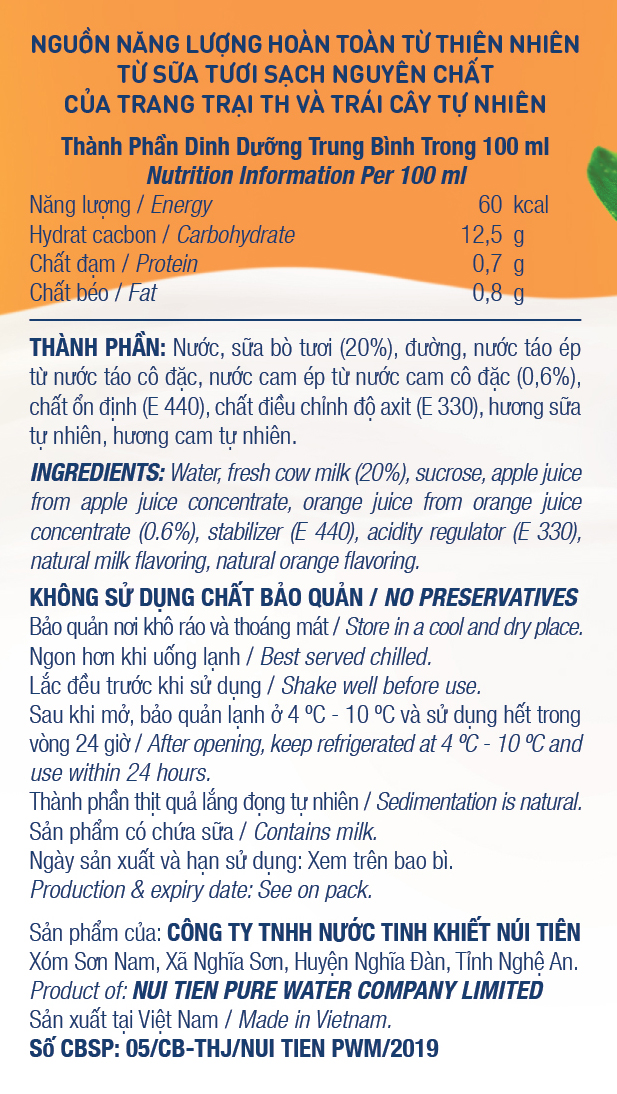 NGUỒN NĂNG LƯỢNG HOÀN TOÀN TỪ THIÊN NHIÊN
TỪ SỮA TƯƠI SẠCH NGUYÊN CHẤT
CỦA TRANG TRẠI TH VÀ TRÁI CÂY TỰ NHIÊN
Thành Phần Dinh Dưỡng Trung Bình Trong 100 ml
Nutrition Information Per 100 ml
Năng lượng / Energy 60 kcal
Hydrat cacbon / Carbohydrate 12,5 g
Chất đạm / Protein 0,7 g
Chất béo / Fat 0,8 g
THÀNH PHẦN: Nước, sữa bò tươi (20%), đường, nước táo ép
từ nước táo cô đặc, nước cam ép từ nước cam cô đặc (0,6%),
chất ổn định (E 440), chất điều chỉnh độ axit (E 330), hương sữa
tự nhiên, hương cam tự nhiên.
INGREDIENTS: Water, fresh cow milk (20%), sucrose, apple juice
from apple juice concentrate, orange juice from orange juice
concentrate (0.6%), stabilizer (E 440), acidity regulator (E 330),
natural milk flavoring, natural orange flavoring.
KHÔNG SỬ DỤNG CHẤT BẢO QUẢN / NO PRESERVATIVES
Bảo quản nơi khô ráo và thoáng mát / Store in a cool and dry place.
Ngon hơn khi uống lạnh / Best served chilled.
Lắc đều trước khi sử dụng / Shake well before use.
Sau khi mở, bảo quản lạnh ở 4 ºC - 10 ºC và sử dụng hết trong
vòng 24 giờ / After opening, keep refrigerated at 4 ºC - 10 ºC and
use within 24 hours.
Thành phần thịt quả lắng đọng tự nhiên / Sedimentation is natural.
Sản phẩm có chứa sữa / Contains milk.
Ngày sản xuất và hạn sử dụng: Xem trên bao bì.
Production & expiry date: See on pack.
Sản phẩm của: CÔNG TY TNHH NƯỚC TINH KHIẾT NÚI TIÊN
Xóm Sơn Nam, Xã Nghĩa Sơn, Huyện Nghĩa Đàn, Tỉnh Nghệ An.
Product of: NUI TIEN PURE WATER COMPANY LIMITED
Sản xuất tại Việt Nam / Made in Vietnam.
Số CBSP: 05/CB-THJ/NUI TIEN PWM/2019